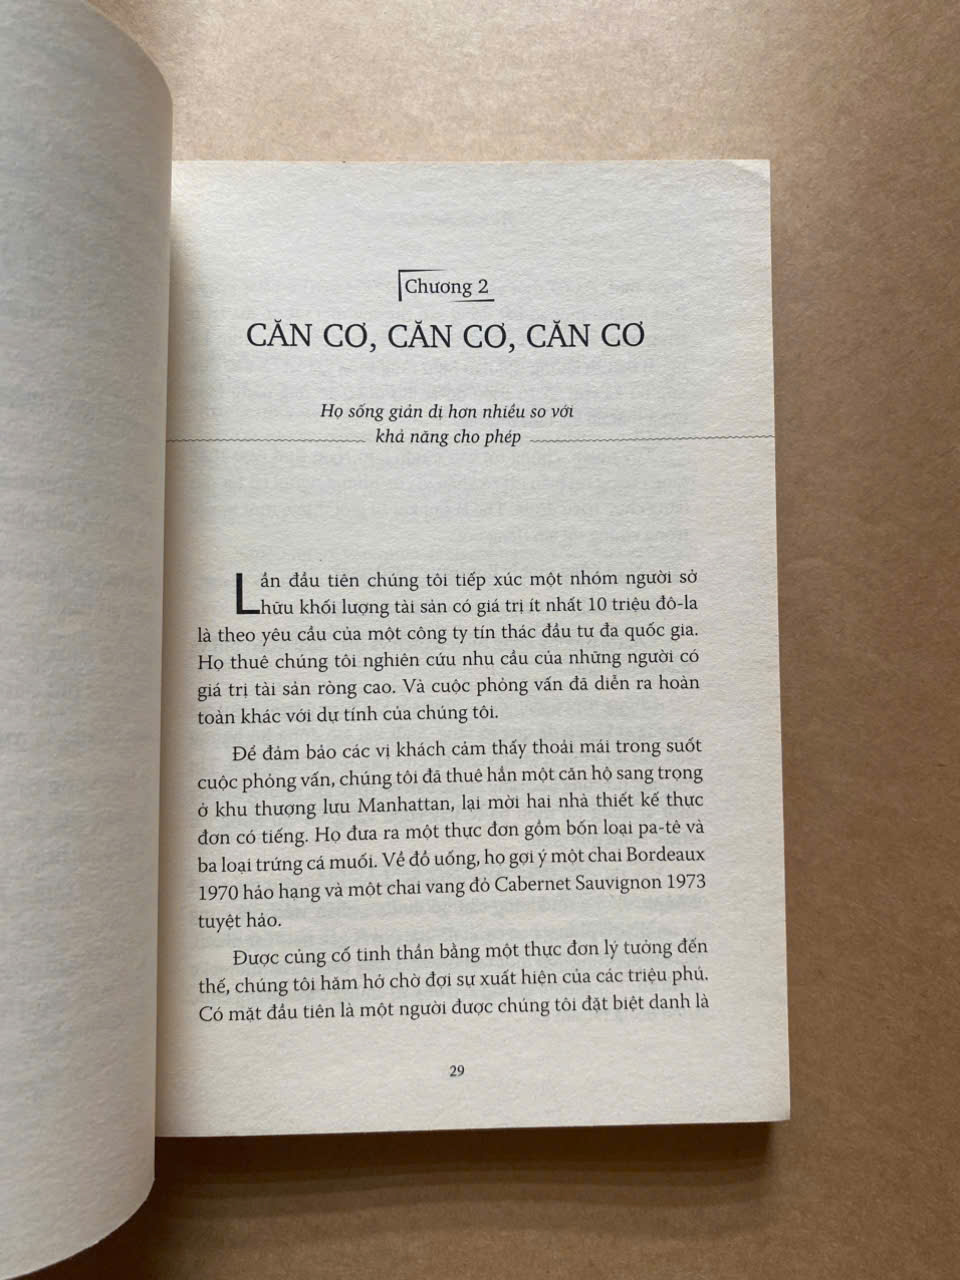 Chương 2
CĂN CƠ, CĂN CƠ, CĂN CƠ
Họ sống giản dị hơn nhiều so với
khả năng cho phép
Lần đầu tiên chúng tôi tiếp xúc một nhóm người sở
hữu khối lượng tài sản có giá trị ít nhất 10 triệu đô-la
là theo yêu cầu của một công ty tín thác đầu tư đa quốc gia.
Họ thuê chúng tôi nghiên cứu nhu cầu của những người có
giá trị tài sản ròng cao. Và cuộc phỏng vấn đã diễn ra hoàn
toàn khác với dự tính của chúng tôi.
Để đảm bảo các vị khách cảm thấy thoải mái trong suốt
cuộc phỏng vấn, chúng tôi đã thuê hẳn một căn hộ sang trọng
ở khu thượng lưu Manhattan, lại mời hai nhà thiết kế thực
đơn có tiếng. Họ đưa ra một thực đơn gồm bốn loại pa-tê và
ba loại trứng cá muối. Về đồ uống, họ gợi ý một chai Bordeaux
1970 hảo hạng và một chai vang đỏ Cabernet Sauvignon 1973
tuyệt hảo.
Được củng cố tinh thần bằng một thực đơn lý tưởng đến
thế, chúng tôi hăm hở chờ đợi sự xuất hiện của các triệu phú.
Có mặt đầu tiên là một người được chúng tôi đặt biệt danh là
29